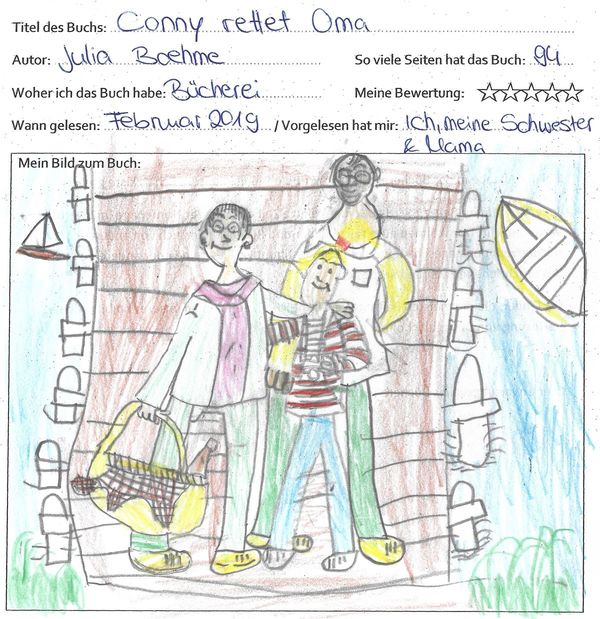 Titel des Buchs: Conny rettet Oma
Autor: Julia Boehme So viele Seiten hat das Buch: 94
Woher ich das Buch habe: Bücherei Meine Bewertung:
Wann gelesen: Februar 2019 / Vorgelesen hat mir: Ich, meine Schwester
& Mama
Mein Bild zum Buch: